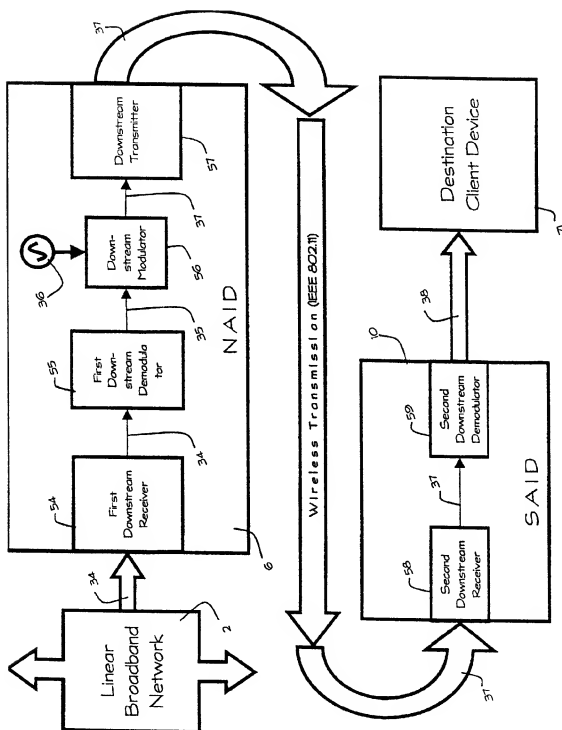 Linear
Broadband
Network
2
34
First
Downstream
Receiver
54
34
First
Down-
stream
Demodula
tor
55
35
Down-
stream
Modulator
56
36
37
Downstream
Transmitter
57
NAID
6
37
Wireless Transmission (IEEE 802.11)
37
Second
Downstream
Receiver
58
37
Second
Downstream
Demodulator
59
SAID
10
38
Destination
Client Device